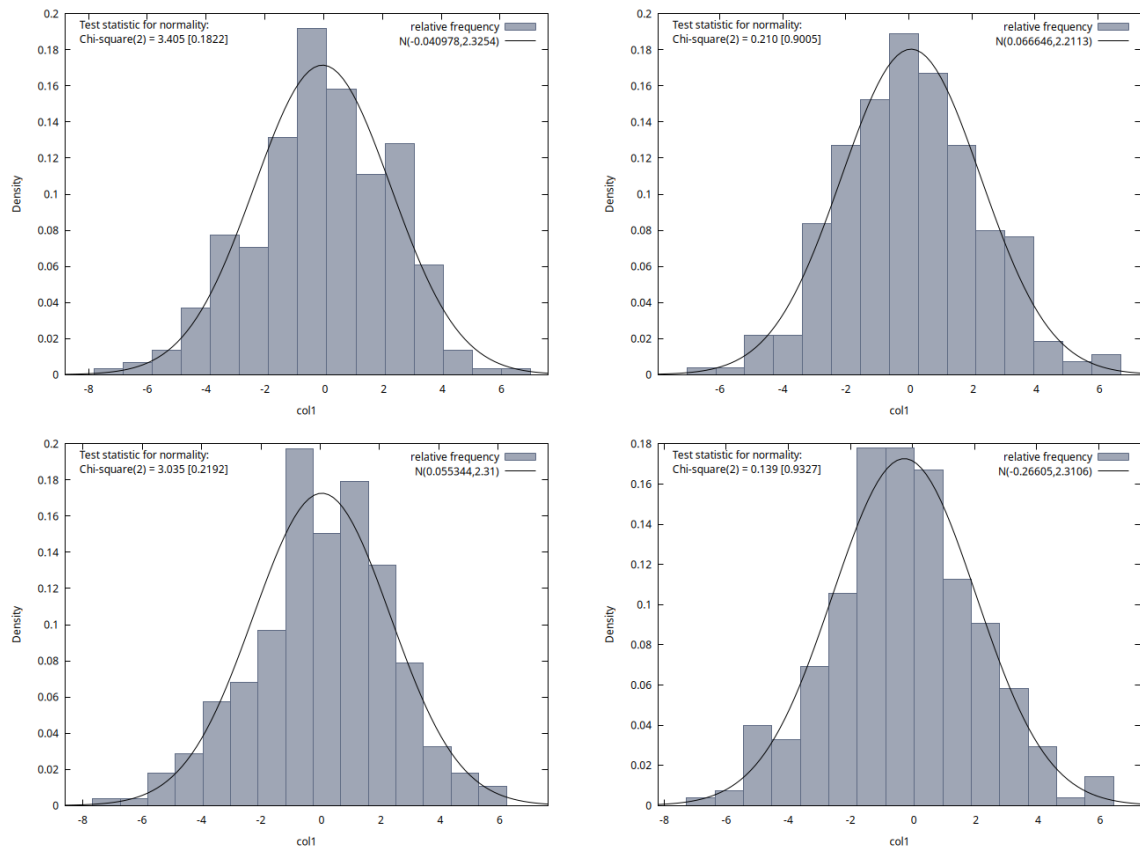 Test statistic for normality:
Chi-square(2) = 3.405 [0.1822]
relative frequency
N(-0.040978,2.3254)
0.2
0.18
0.16
0.14
0.12
0.1
0.08
0.06
0.04
0.02
0
Density
-8 -6 -4 -2 0 2 4 6
col1
Test statistic for normality:
Chi-square(2) = 0.210 [0.9005]
relative frequency
N(0.066646,2.2113)
0.2
0.18
0.16
0.14
0.12
0.1
0.08
0.06
0.04
0.02
0
Density
-6 -4 -2 0 2 4 6
col1
Test statistic for normality:
Chi-square(2) = 3.035 [0.2192]
relative frequency
N(0.055344,2.31)
0.2
0.18
0.16
0.14
0.12
0.1
0.08
0.06
0.04
0.02
0
Density
-8 -6 -4 -2 0 2 4 6
col1
Test statistic for normality:
Chi-square(2) = 0.139 [0.9327]
relative frequency
N(-0.26605,2.3106)
0.18
0.16
0.14
0.12
0.1
0.08
0.06
0.04
0.02
0
Density
-8 -6 -4 -2 0 2 4 6
col1